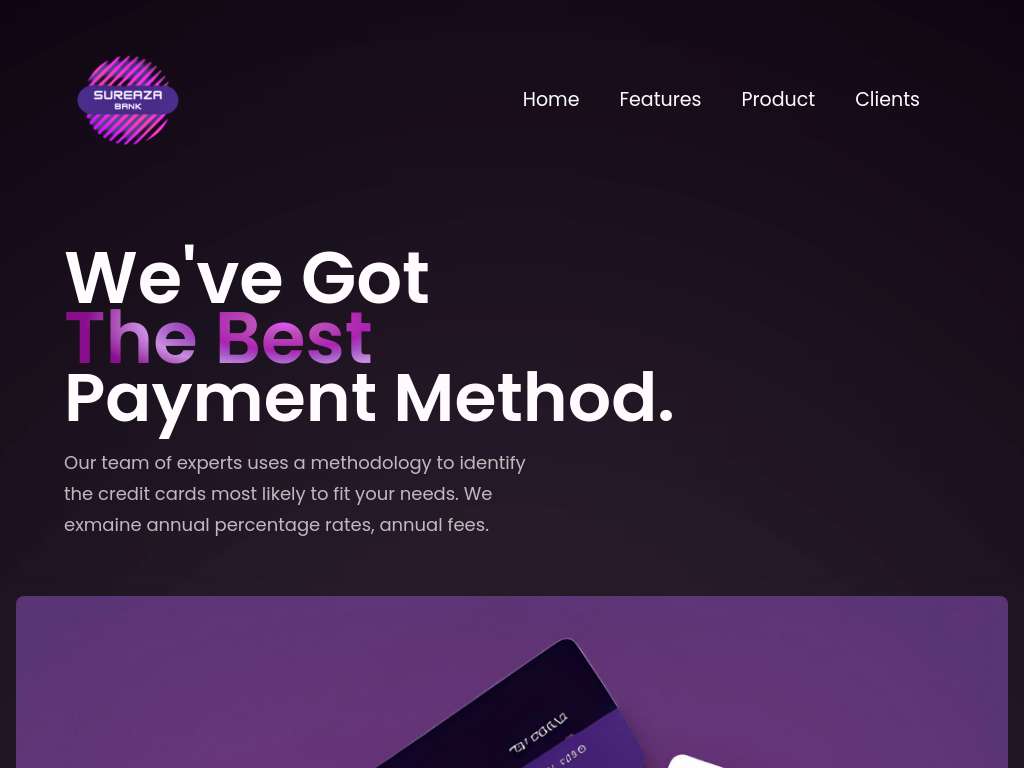 SUREAZA
BANK
Home Features Product Clients
We've Got
The Best
Payment Method.
Our team of experts uses a methodology to identify
the credit cards most likely to fit your needs. We
exmaine annual percentage rates, annual fees.